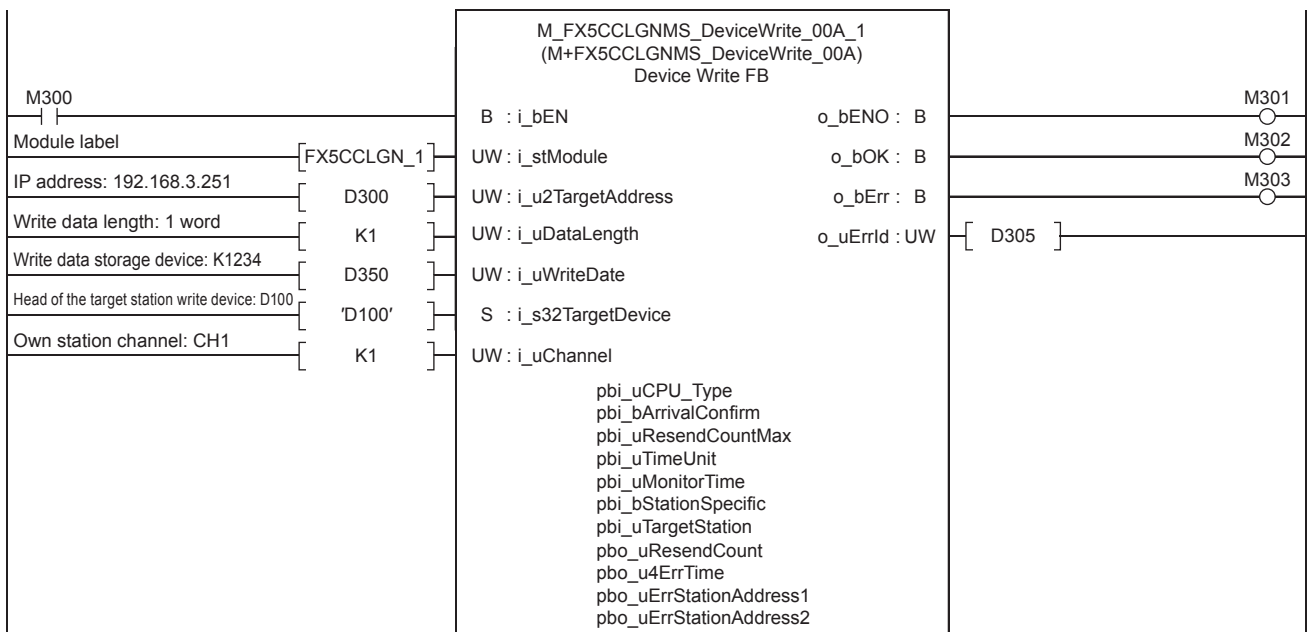 M_FX5CCLGNMS_DeviceWrite_00A_1
(M+FX5CCLGNMS_DeviceWrite_00A)
Device Write FB
M300
B : i_bEN
o_bENO : B
M301
Module label
FX5CCLGN_1
UW : i_stModule
o_bOK : B
M302
IP address: 192.168.3.251
D300
UW : i_u2TargetAddress
o_bErr : B
M303
Write data length: 1 word
K1
UW : i_uDataLength
o_uErrId : UW
D305
Write data storage device: K1234
D350
UW : i_uWriteDate
Head of the target station write device: D100
'D100'
S : i_s32TargetDevice
Own station channel: CH1
K1
UW : i_uChannel
pbi_uCPU_Type
pbi_bArrivalConfirm
pbi_uResendCountMax
pbi_uTimeUnit
pbi_uMonitorTime
pbi_bStationSpecific
pbi_uTargetStation
pbo_uResendCount
pbo_u4ErrTime
pbo_uErrStationAddress1
pbo_uErrStationAddress2